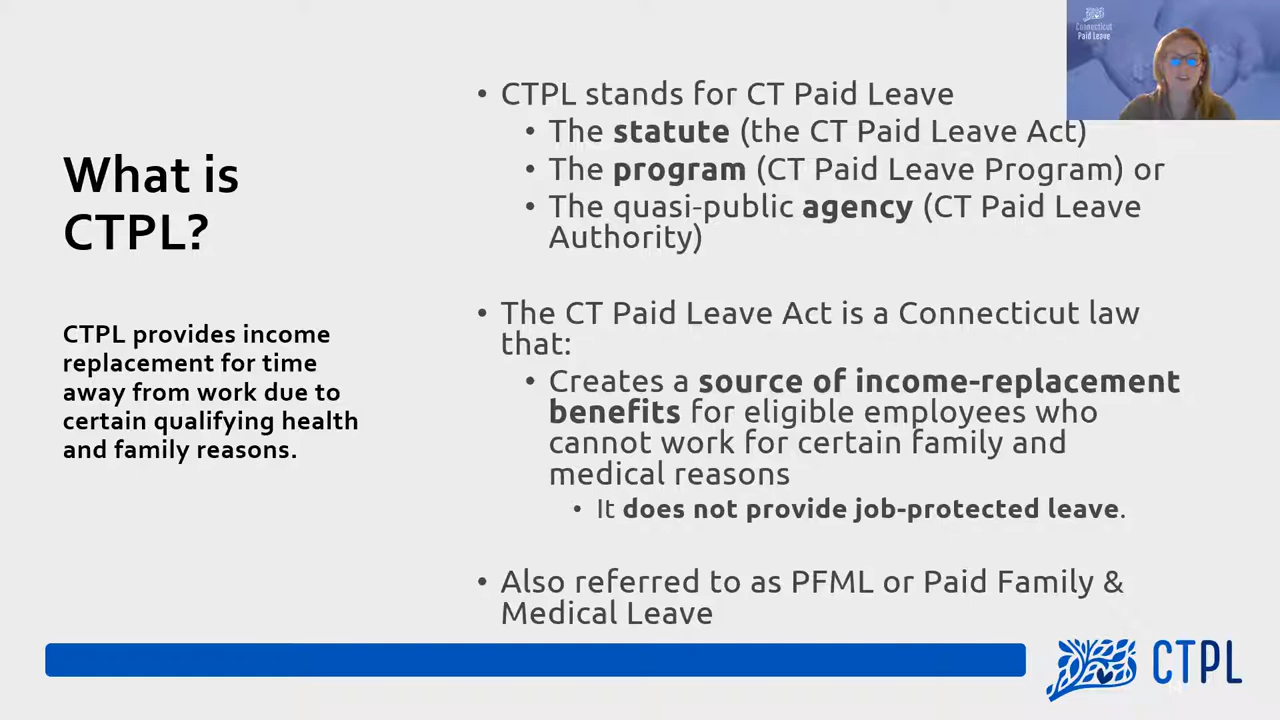 What is
CTPL?
CTPL provides income
replacement for time
away from work due to
certain qualifying health
and family reasons.
• CTPL stands for CT Paid Leave
• The statute (the CT Paid Leave Act)
• The program (CT Paid Leave Program) or
• The quasi-public agency (CT Paid Leave
Authority)
• The CT Paid Leave Act is a Connecticut law
that:
• Creates a source of income-replacement
benefits for eligible employees who
cannot work for certain family and
medical reasons
• It does not provide job-protected leave.
• Also referred to as PFML or Paid Family &
Medical Leave
Connecticut
Paid Leave
CTPL